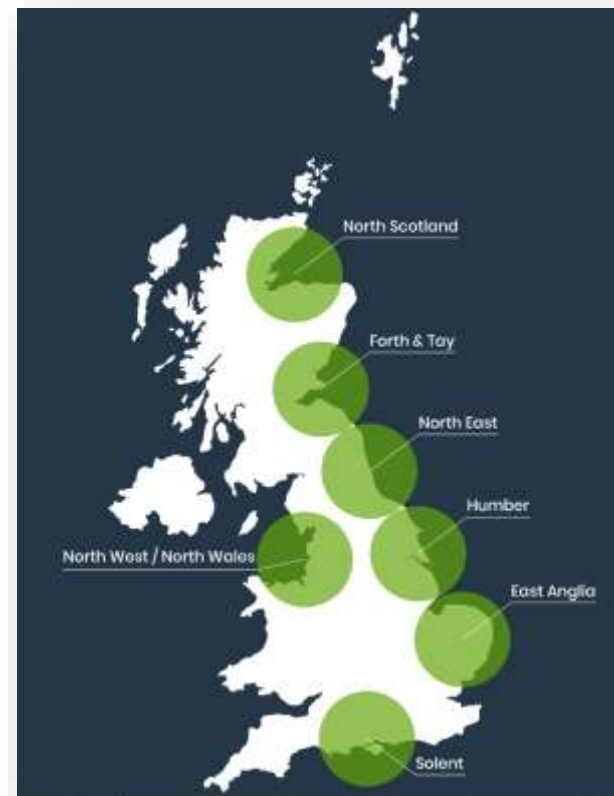 North Scotland
Forth & Tay
North East
Humber
North West / North Wales
East Anglia
Solent